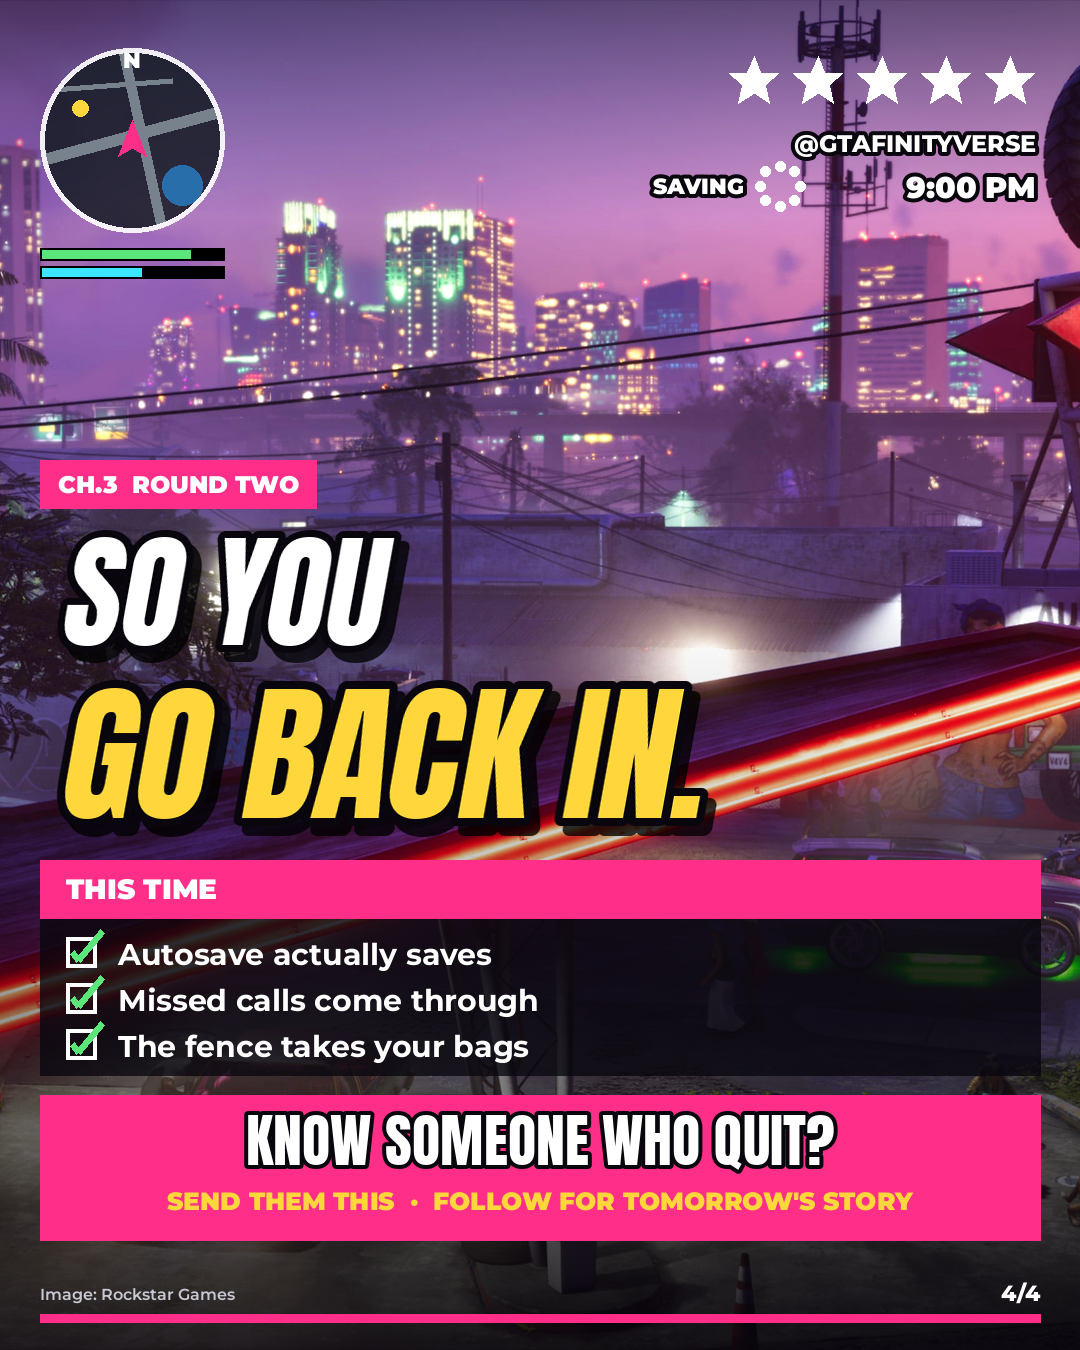 N
@GTAFINITYVERSE
SAVING
9:00 PM
CH.3 ROUND TWO
SO YOU
GO BACK IN.
THIS TIME
Autosave actually saves
Missed calls come through
The fence takes your bags
KNOW SOMEONE WHO QUIT?
SEND THEM THIS • FOLLOW FOR TOMORROW'S STORY
Image: Rockstar Games
4/4